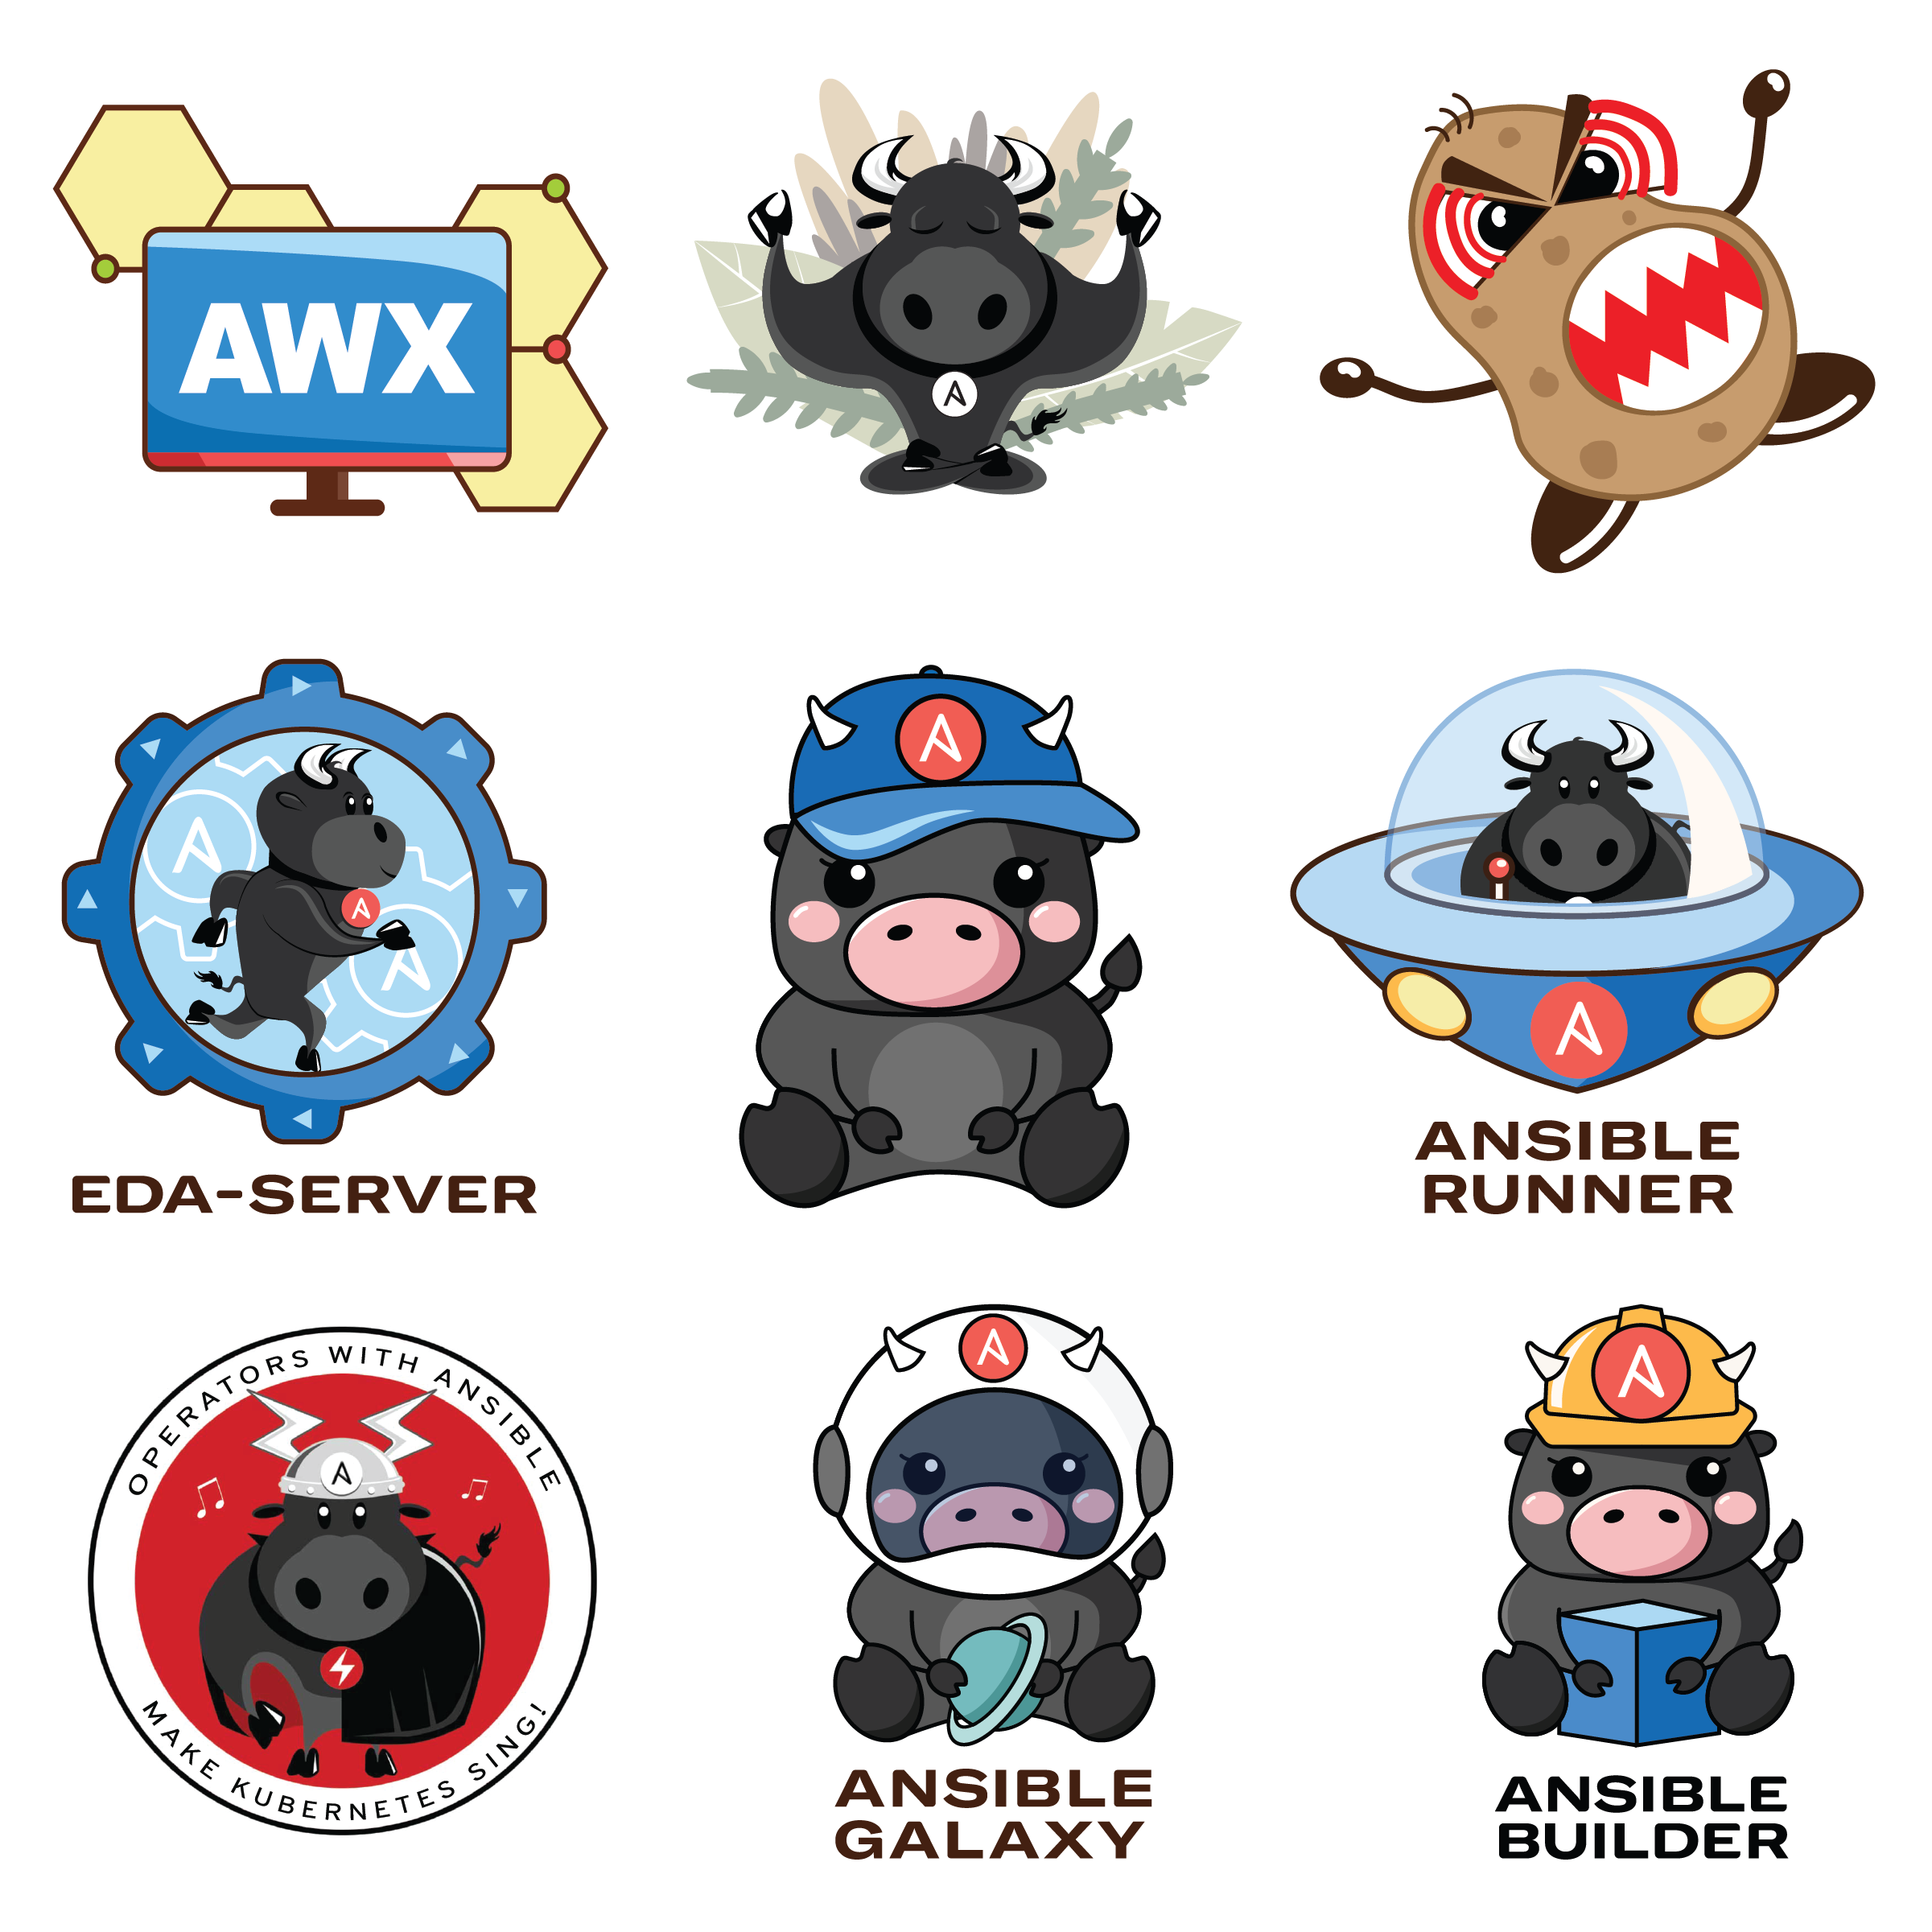 AWX
A
A
A
A
A
EDA-SERVER
A
A
ANSIBLE
RUNNER
OPERATORS WITH ANSIBLE
A
MAKE KUBERNETES SING!
A
ANSIBLE
GALAXY
A
ANSIBLE
BUILDER